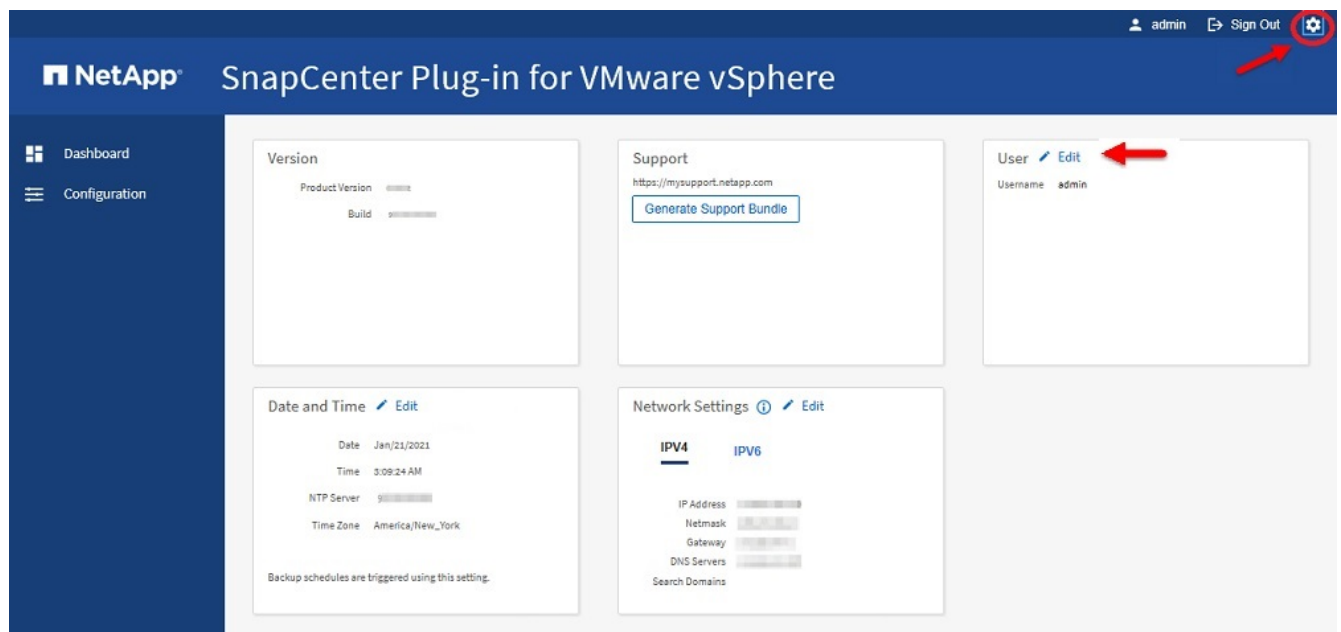 admin Sign Out
NetApp SnapCenter Plug-in for VMware vSphere
Dashboard
Configuration
Version
Product Version
Build
Support
https://mysupport.netapp.com
Generate Support Bundle
User Edit
Username admin
Date and Time Edit
Date Jan/21/2021
Time 3:09:24 AM
NTP Server
Time Zone America/New_York
Backup schedules are triggered using this setting.
Network Settings Edit
IPV4 IPV6
IP Address
Netmask
Gateway
DNS Servers
Search Domains